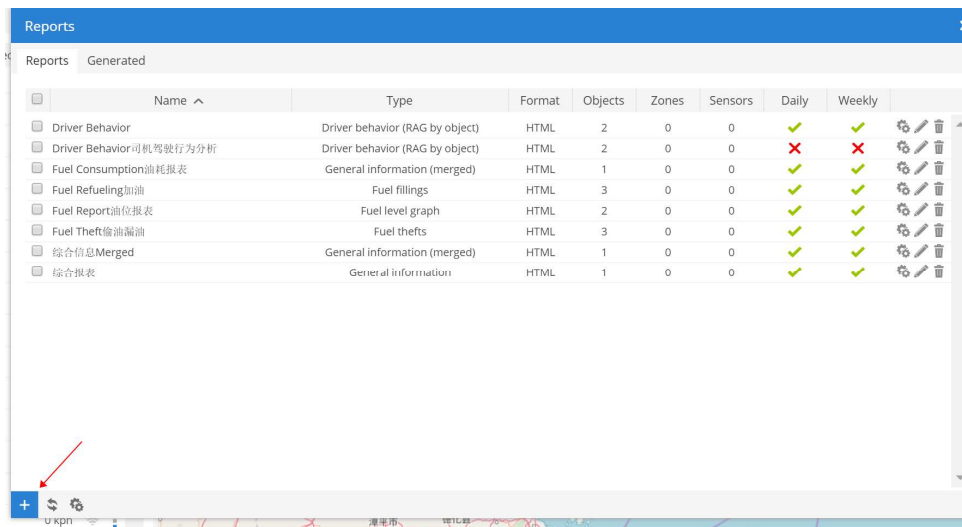 Reports
Reports Generated
Name Type Format Objects Zones Sensors Daily Weekly
Driver Behavior Driver behavior (RAG by object) HTML 2 0 0
Driver Behavior司机驾驶行为分析 Driver behavior (RAG by object) HTML 2 0 0
Fuel Consumption油耗报表 General information (merged) HTML 1 0 0
Fuel Refueling加油 Fuel fillings HTML 3 0 0
Fuel Report油位报表 Fuel level graph HTML 2 0 0
Fuel Theft偷油漏油 Fuel thefts HTML 3 0 0
综合信息Merged General information (merged) HTML 1 0 0
综合报表 General information HTML 1 0 0
0 kph 漳平市